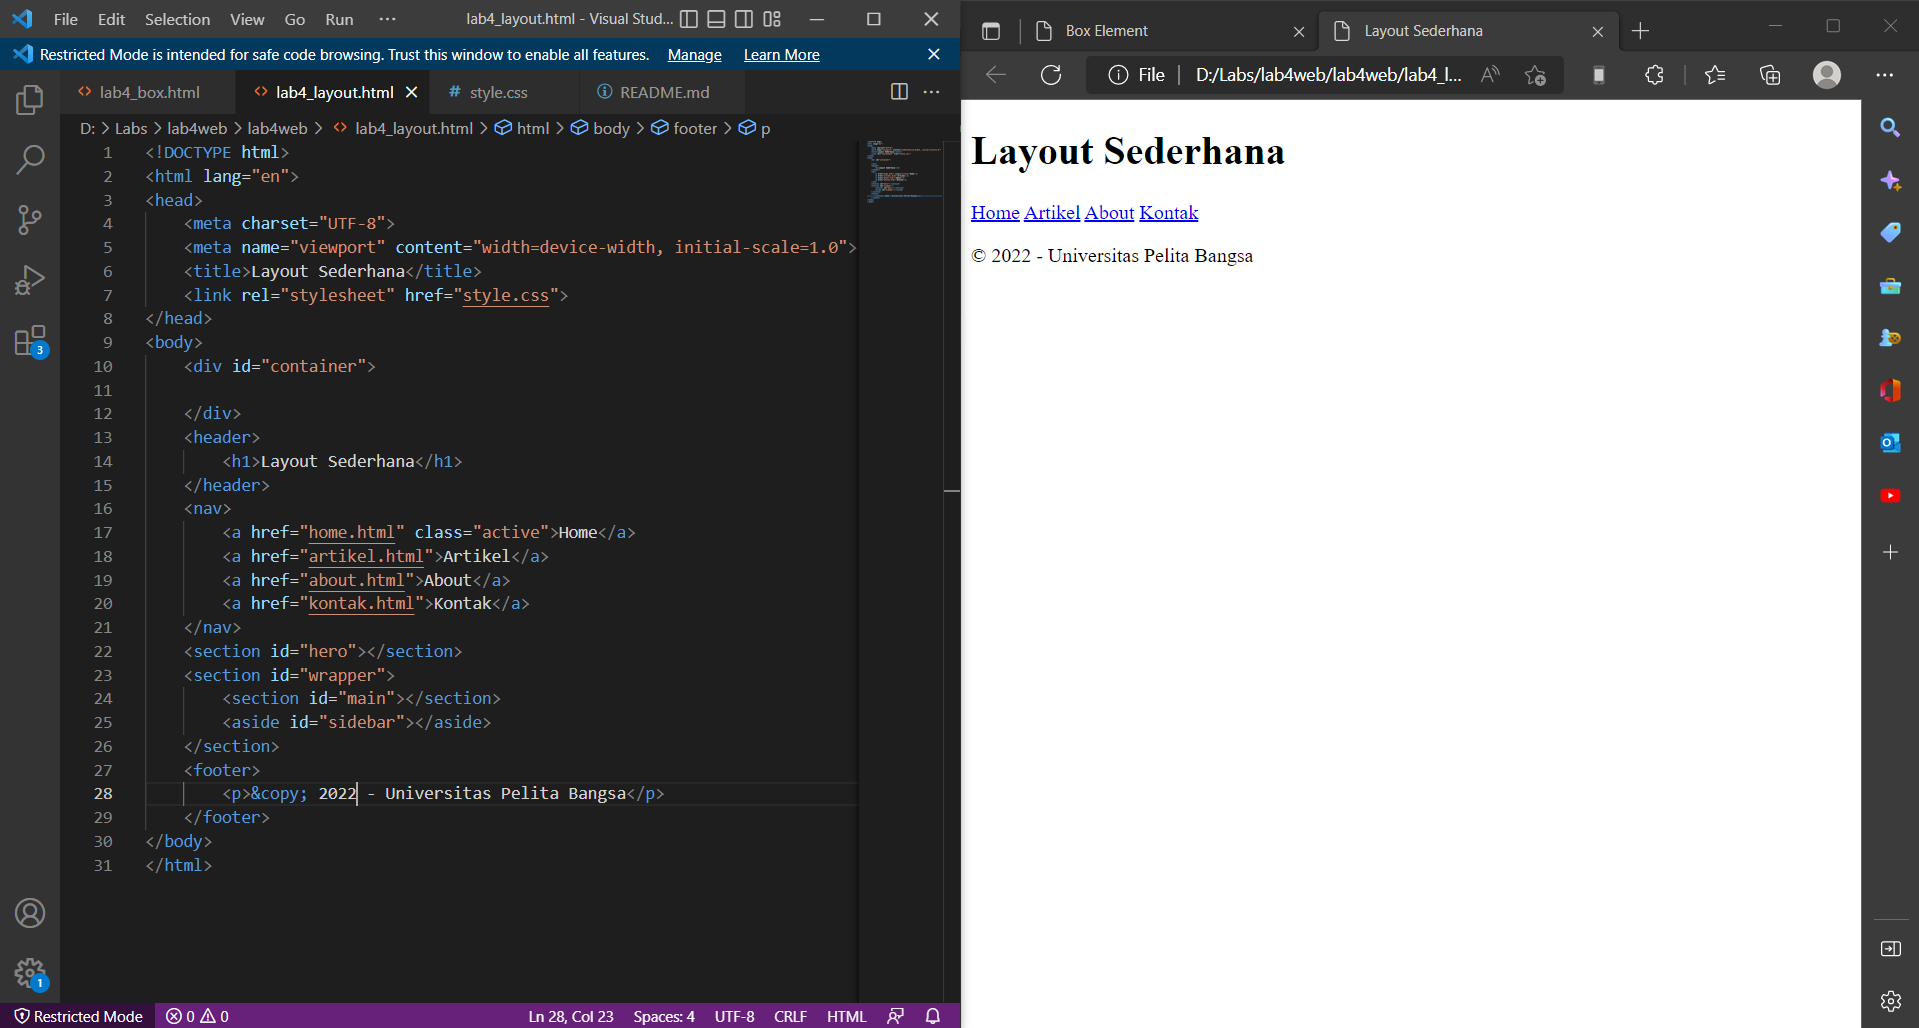 File Edit Selection View Go Run ··· lab4_layout.html - Visual Stud...
Restricted Mode is intended for safe code browsing. Trust this window to enable all features. Manage Learn More
lab4_box.html lab4_layout.html style.css README.md
D: > Labs > lab4web > lab4web > lab4_layout.html > html > body > footer > p
1 <!DOCTYPE html>
2 <html lang="en">
3 <head>
4 <meta charset="UTF-8">
5 <meta name="viewport" content="width=device-width, initial-scale=1.0">
6 <title>Layout Sederhana</title>
7 <link rel="stylesheet" href="style.css">
8 </head>
9 <body>
10 <div id="container">
11
12 </div>
13 <header>
14 <h1>Layout Sederhana</h1>
15 </header>
16 <nav>
17 <a href="home.html" class="active">Home</a>
18 <a href="artikel.html">Artikel</a>
19 <a href="about.html">About</a>
20 <a href="kontak.html">Kontak</a>
21 </nav>
22 <section id="hero"></section>
23 <section id="wrapper">
24 <section id="main"></section>
25 <aside id="sidebar"></aside>
26 </section>
27 <footer>
28 <p>&copy; 2022 - Universitas Pelita Bangsa</p>
29 </footer>
30 </body>
31 </html>
3
1
Restricted Mode 0 0 Ln 28, Col 23 Spaces: 4 UTF-8 CRLF HTML
Box Element Layout Sederhana
File D:/Labs/lab4web/lab4web/lab4_l...
Layout Sederhana
Home Artikel About Kontak
© 2022 - Universitas Pelita Bangsa